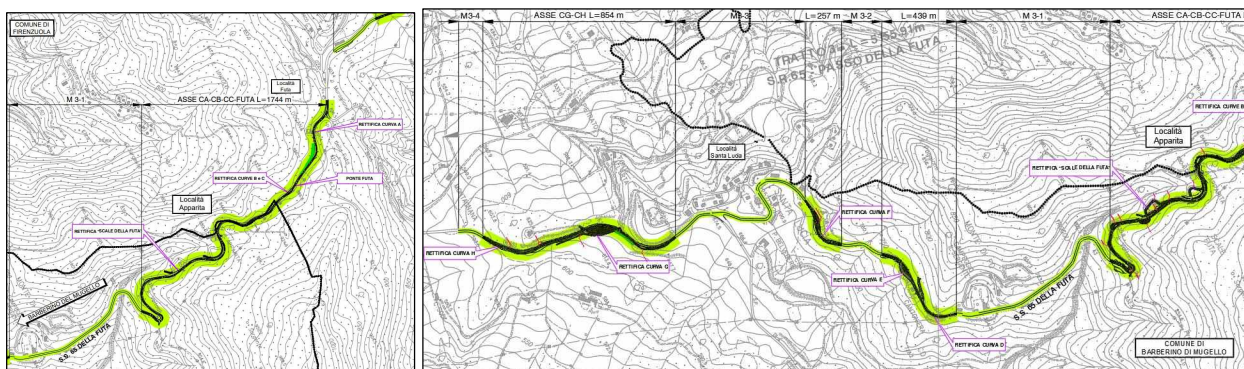 COMUNE DI
FIRENZUOLA
Località
Futa
M 3-1
ASSE CA-CB-CC-FUTA L=1744 m
RETTIFICA CURVA A
RETTIFICA CURVE B e C
PONTE FUTA
Località
Apparita
RETTIFICA "SCALE DELLA FUTA"
BARBERINO DEL MUGELLO
S.S. 65 DELLA FUTA
M3-4
ASSE CG-CH L=854 m
M3-3
L=257 m
M 3-2
L=439 m
M 3-1
ASSE CA-CB-CC-FUTA
TRATTO 3
S.R. 65 - PASSO DELLA FUTA
RETTIFICA CURVE B
Località
Apparita
Località
Santa Lucia
RETTIFICA "SCALE DELLA FUTA"
RETTIFICA CURVA F
RETTIFICA CURVA H
RETTIFICA CURVA G
RETTIFICA CURVA E
S.S. 65 DELLA FUTA
RETTIFICA CURVA D
COMUNE DI
BARBERINO DI MUGELLO